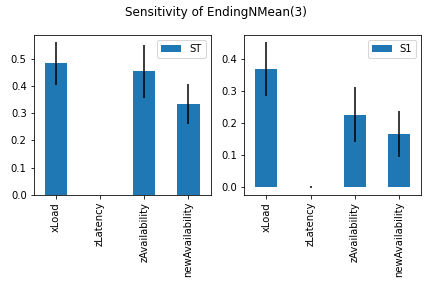 Sensitivity of EndingNMean(3)
ST
0.5
0.4
0.3
0.2
0.1
0.0
xLoad
zLatency
zAvailability
newAvailability
S1
0.4
0.3
0.2
0.1
0.0
xLoad
zLatency
zAvailability
newAvailability